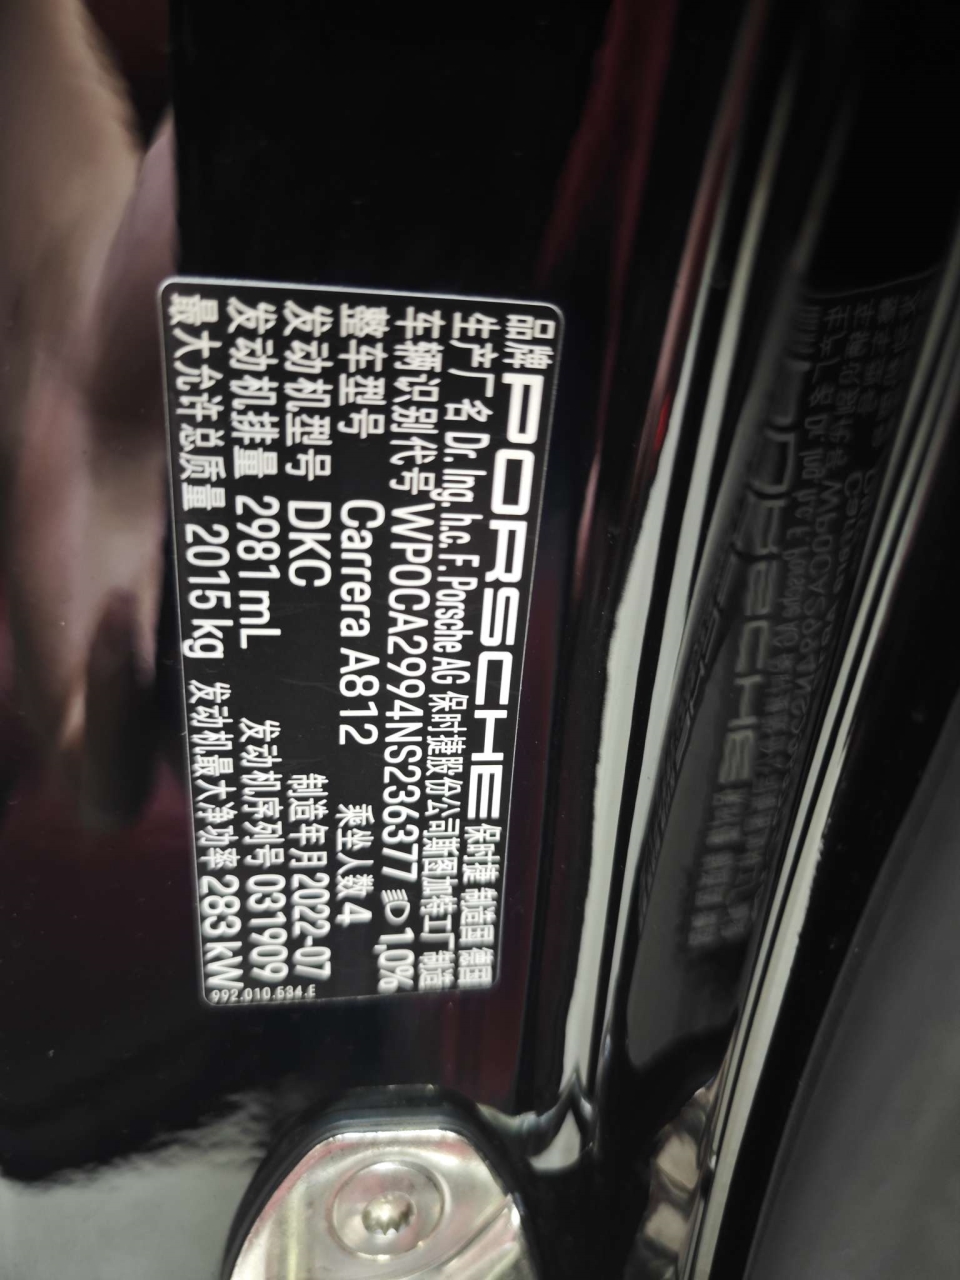 品牌 PORSCHE 保时捷 制造国 德国
生产厂名 Dr. Ing. h.c. F. Porsche AG 保时捷股份公司斯图加特工厂制造
车辆识别代号 WP0CA2994NS236377 1,0%
整车型号 Carrera A812 乘坐人数 4
发动机型号 DKC 制造年月 2022-07
发动机排量 2981 mL 发动机序列号 031909
最大允许总质量 2015 kg 发动机最大净功率 283 kW
992.010.534.E